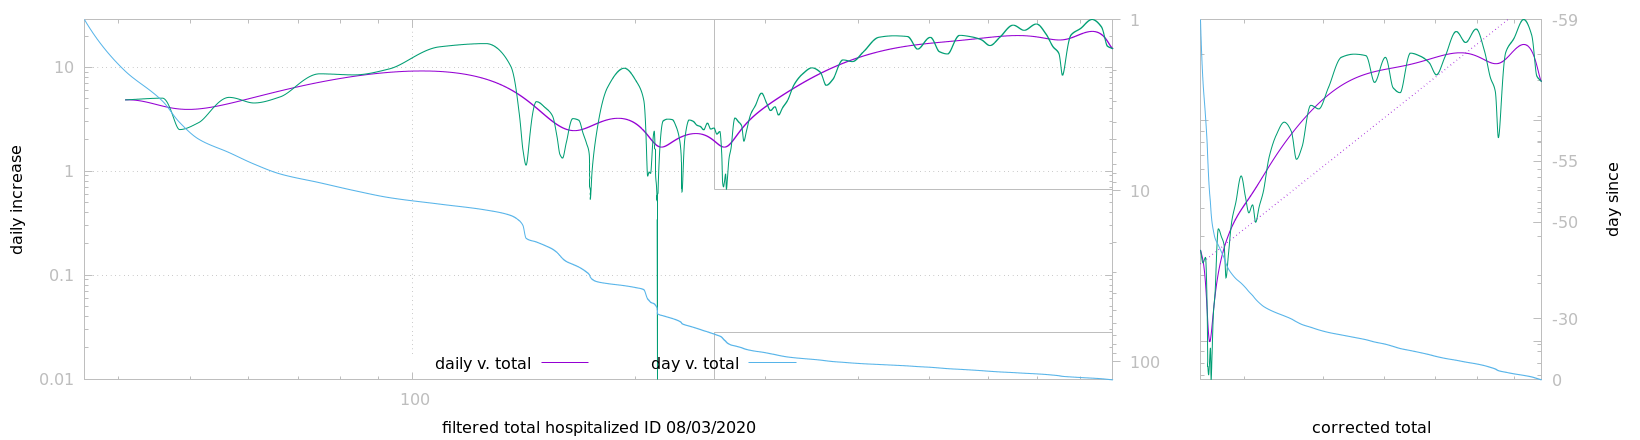 daily increase
10
1
0.1
0.01
100
filtered total hospitalized ID 08/03/2020
daily v. total
day v. total
1
10
100
-59
-55
-50
-30
0
day since
corrected total